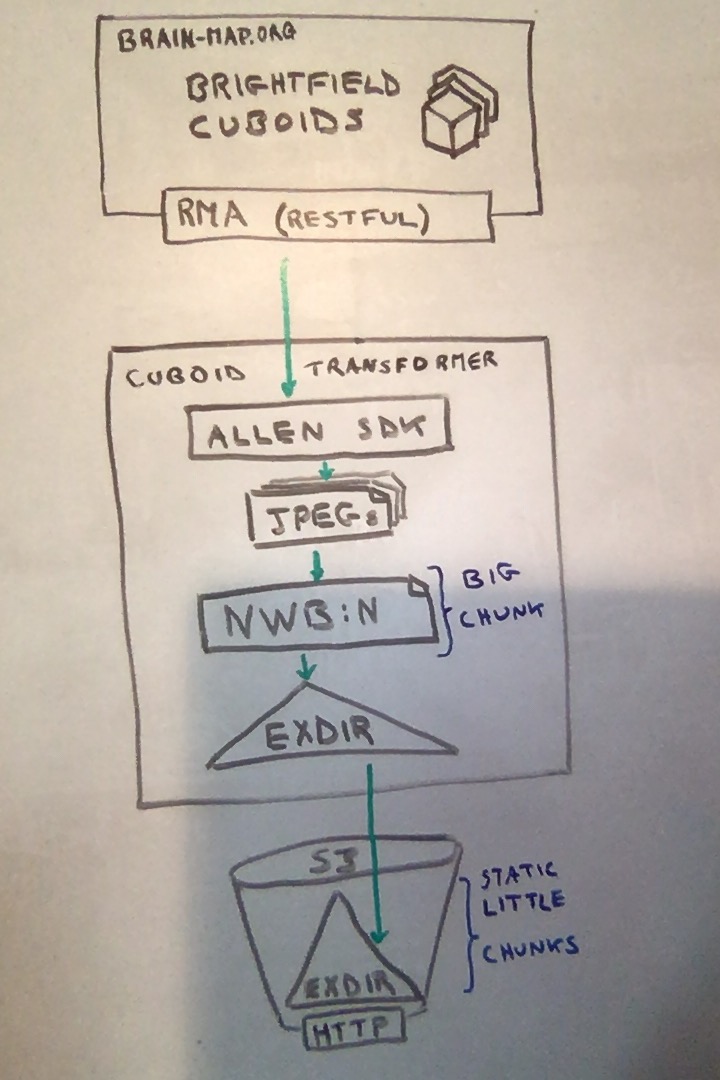 BRAIN-MAP.ORG
BRIGHTFIELD
CUBOIDS
RMA (RESTFUL)
CUBOID TRANSFORMER
ALLEN SDK
JPEGs
NWB:N
BIG
CHUNK
EXDIR
S3
STATIC
LITTLE
CHUNKS
EXDIR
HTTP